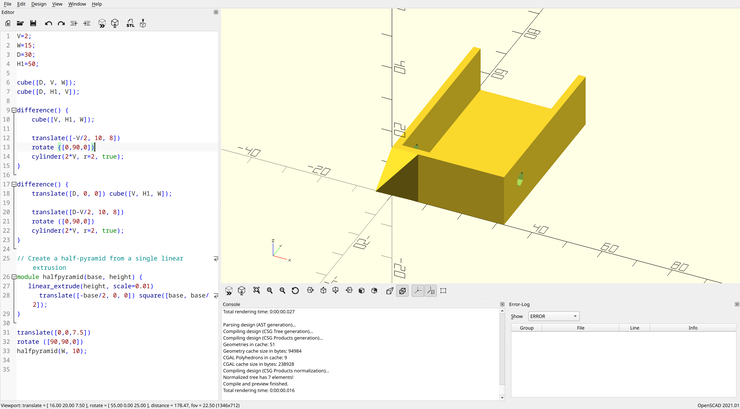 File Edit Design View Window Help
Editor
STL
1 V=2;
2 W=15;
3 D=30;
4 H1=50;
5
6 cube([D, V, W]);
7 cube([D, H1, V]);
8
9 difference() {
10 cube([V, H1, W]);
11
12 translate([-V/2, 10, 8])
13 rotate ([0,90,0])
14 cylinder(2*V, r=2, true);
15 }
16
17 difference() {
18 translate([D, 0, 0]) cube([V, H1, W]);
19
20 translate([D-V/2, 10, 8])
21 rotate ([0,90,0])
22 cylinder(2*V, r=2, true);
23 }
24
25 // Create a half-pyramid from a single linear
extrusion
26 module halfpyramid(base, height) {
27 linear_extrude(height, scale=0.01)
28 translate([-base/2, 0, 0]) square([base, base/
2]);
29 }
30
31 translate([0,0,7.5])
32 rotate ([90,90,0])
33 halfpyramid(W, 10);
34
35
-40
-20
40
60
80
Console
Total rendering time: 0:00:00.027
Parsing design (AST generation)...
Compiling design (CSG Tree generation)...
Compiling design (CSG Products generation)...
Geometries in cache: 51
Geometry cache size in bytes: 94984
CGAL Polyhedrons in cache: 9
CGAL cache size in bytes: 238928
Compiling design (CSG Products normalization)...
Normalized tree has 7 elements!
Compile and preview finished.
Total rendering time: 0:00:00.016
Error-Log
Show ERROR
Group File Line Info
Viewport: translate = [ 16.00 20.00 7.50 ], rotate = [ 55.00 0.00 25.00 ], distance = 178.47, fov = 22.50 (1346x712)
OpenSCAD 2021.01